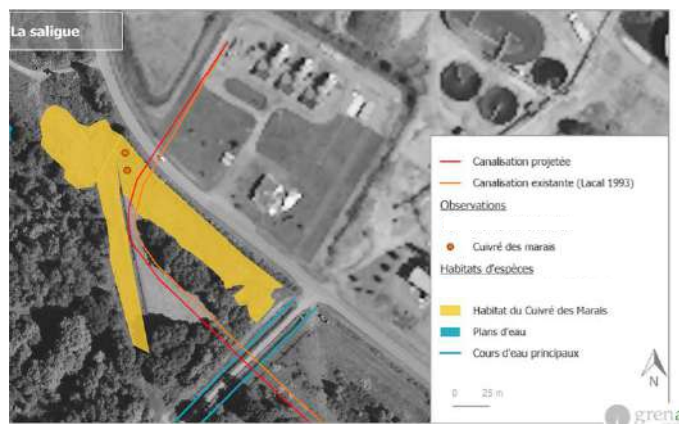 La saligue
Canalisation projetée
Canalisation existante (Lacal 1993)
Observations
Cuivré des marais
Habitats d'espèces
Habitat du Cuivré des Marais
Plans d'eau
Cours d'eau principaux
0 25 m
N
grena